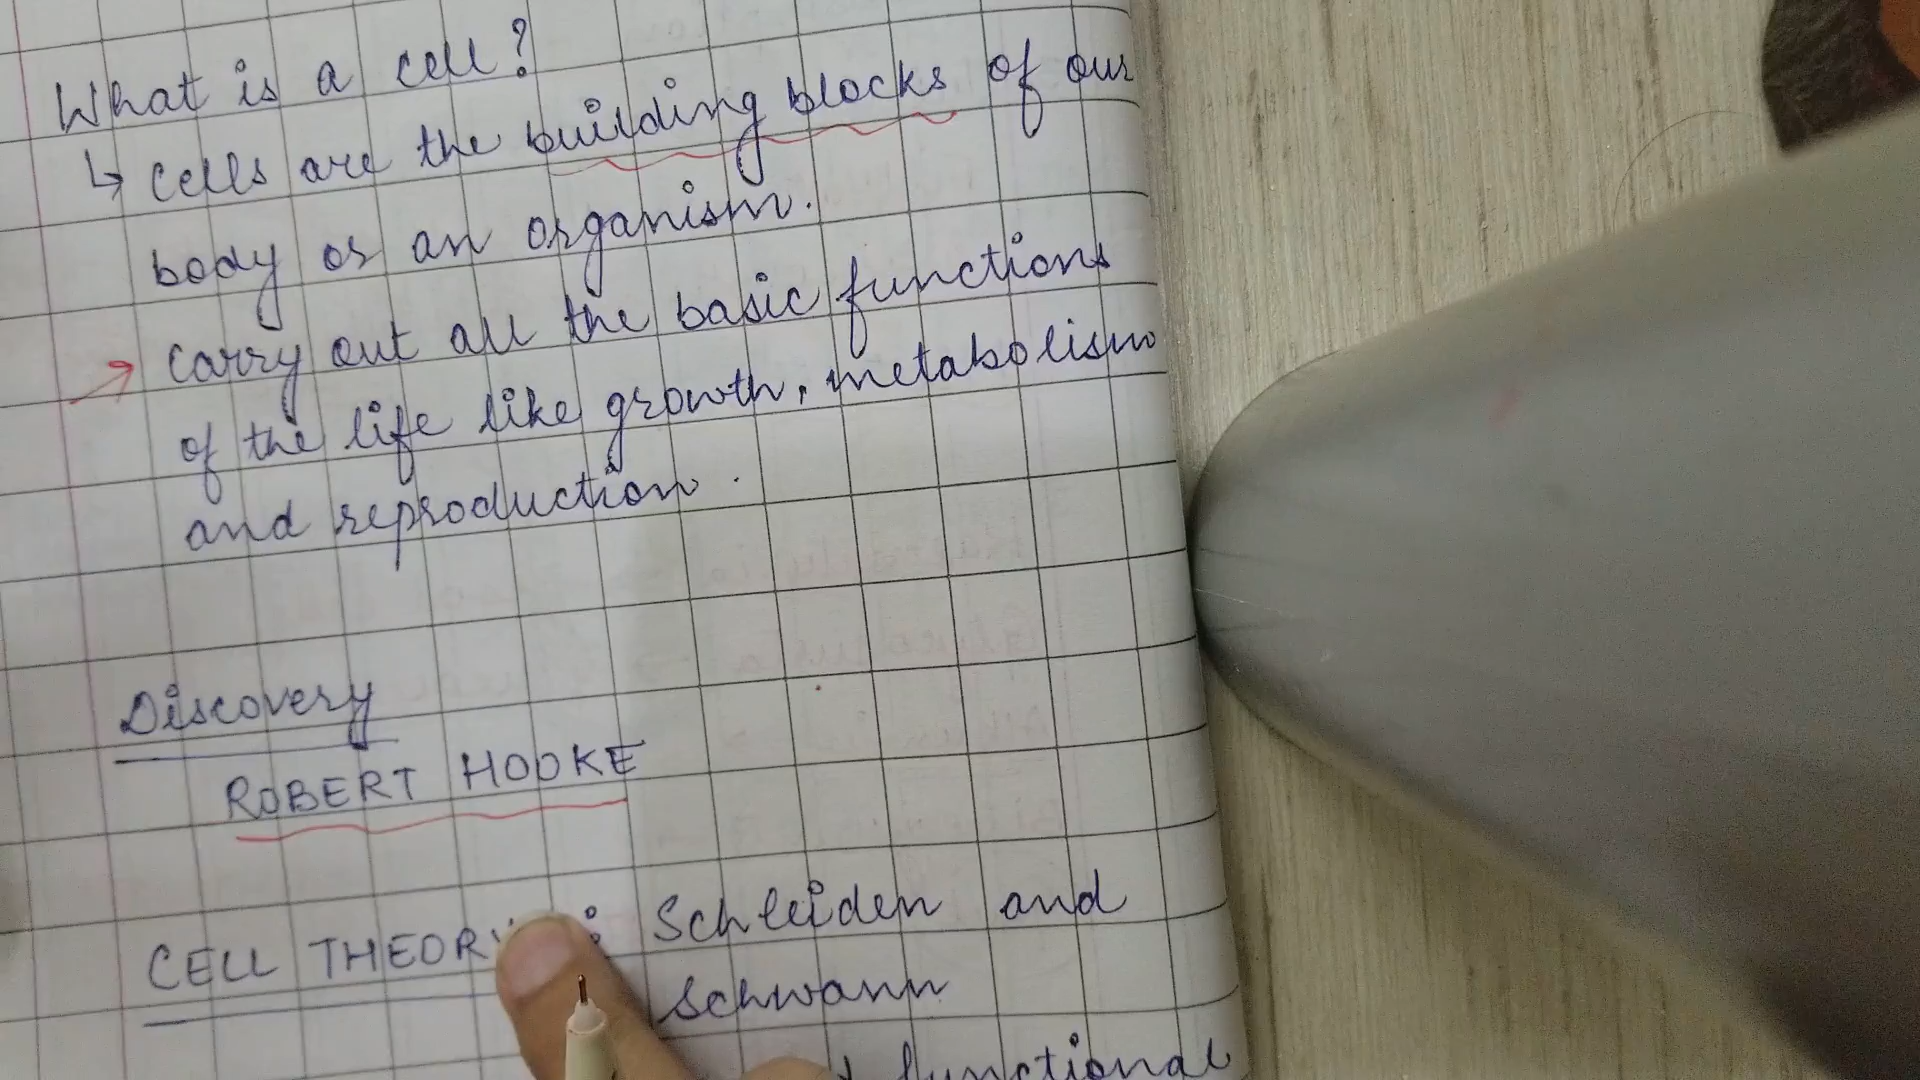 What is a cell?
↳ cells are the building blocks of our
body or an organism.
→ carry out all the basic functions
of the life like growth, metabolism
and reproduction.
Discovery
ROBERT HOOKE
CELL THEORY : Schleiden and
Schwann
functional